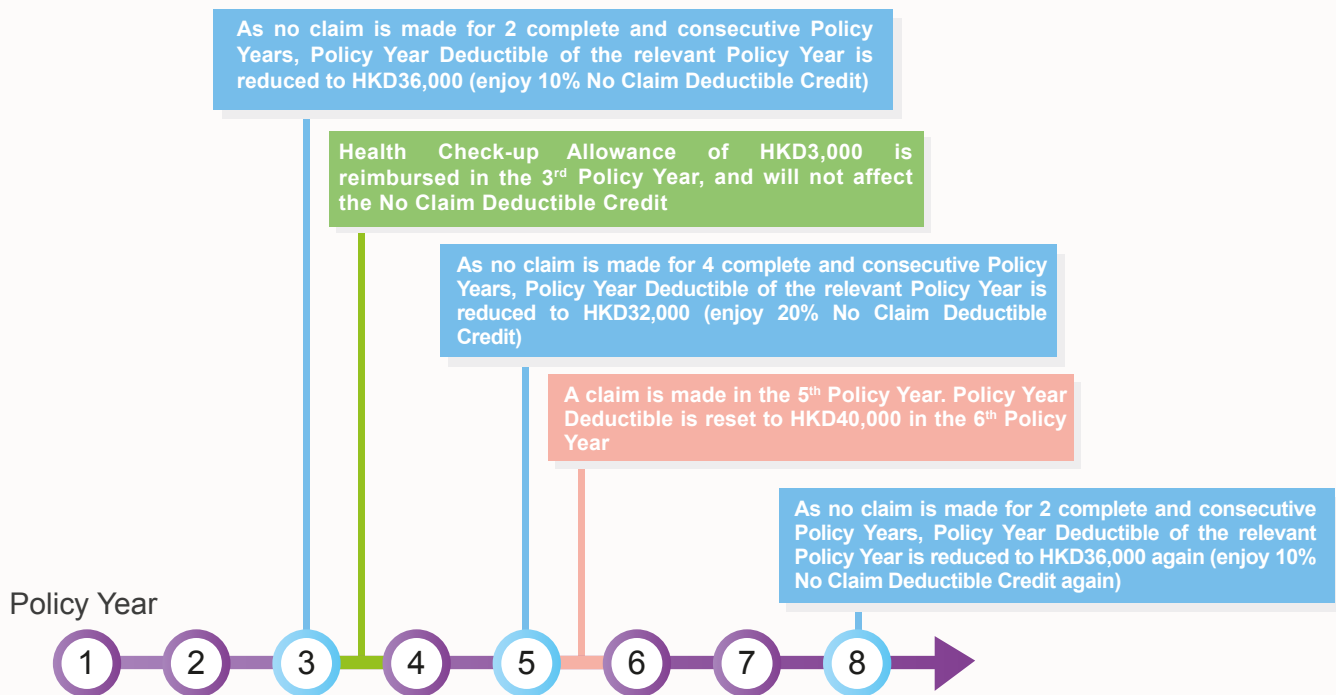 As no claim is made for 2 complete and consecutive Policy
Years, Policy Year Deductible of the relevant Policy Year is
reduced to HKD36,000 (enjoy 10% No Claim Deductible Credit)
Health Check-up Allowance of HKD3,000 is
reimbursed in the 3rd Policy Year, and will not affect
the No Claim Deductible Credit
As no claim is made for 4 complete and consecutive Policy
Years, Policy Year Deductible of the relevant Policy Year is
reduced to HKD32,000 (enjoy 20% No Claim Deductible
Credit)
A claim is made in the 5th Policy Year. Policy Year
Deductible is reset to HKD40,000 in the 6th Policy
Year
As no claim is made for 2 complete and consecutive
Policy Years, Policy Year Deductible of the relevant
Policy Year is reduced to HKD36,000 again (enjoy 10%
No Claim Deductible Credit again)
Policy Year
1 2 3 4 5 6 7 8